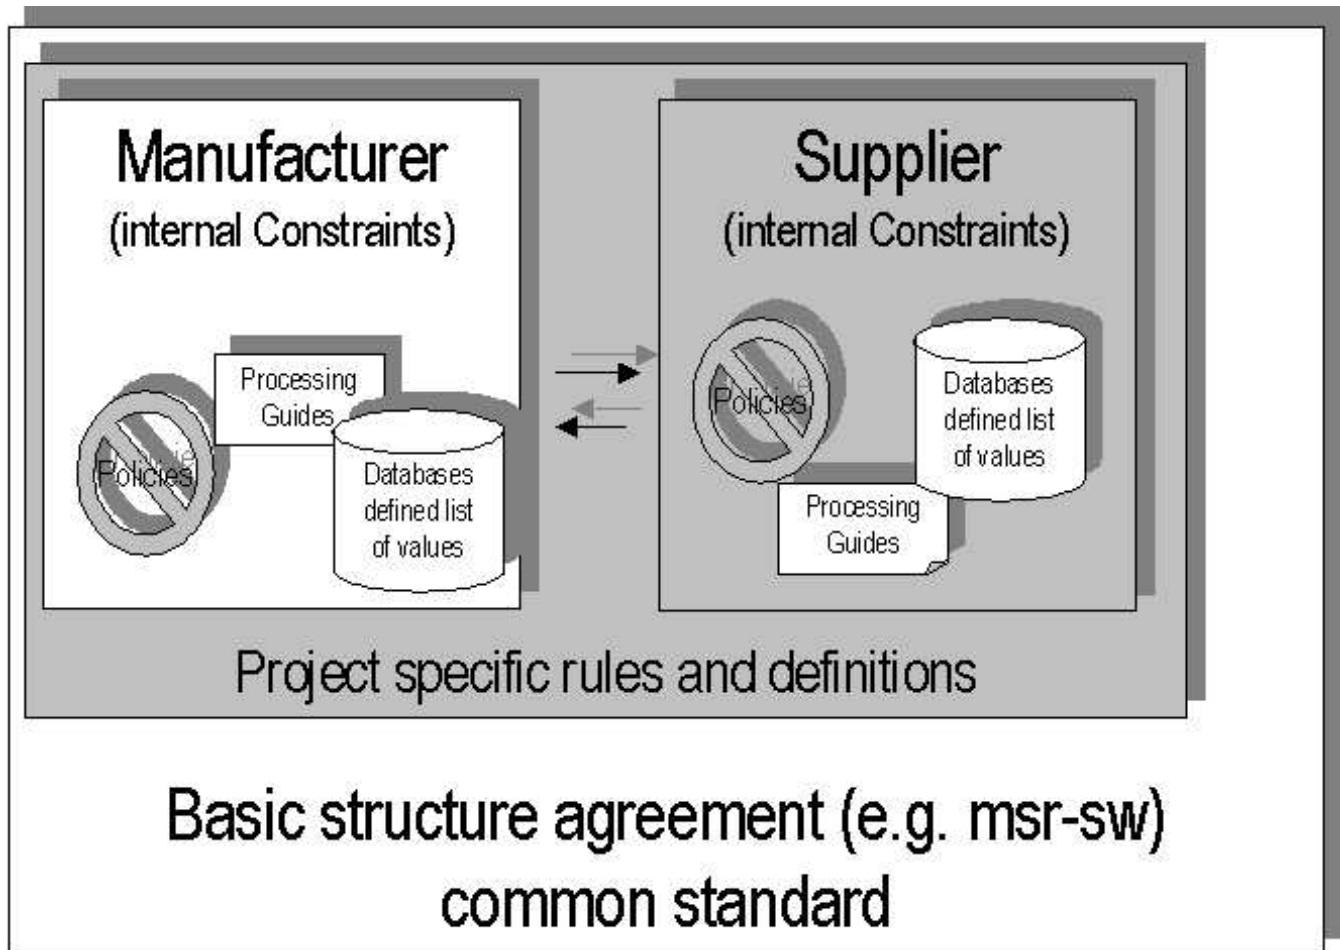 Manufacturer
(internal Constraints)
Processing
Guides
Policies
Databases
defined list
of values
Supplier
(internal Constraints)
Policies
Databases
defined list
of values
Processing
Guides
Project specific rules and definitions
Basic structure agreement (e.g. msr-sw)
common standard